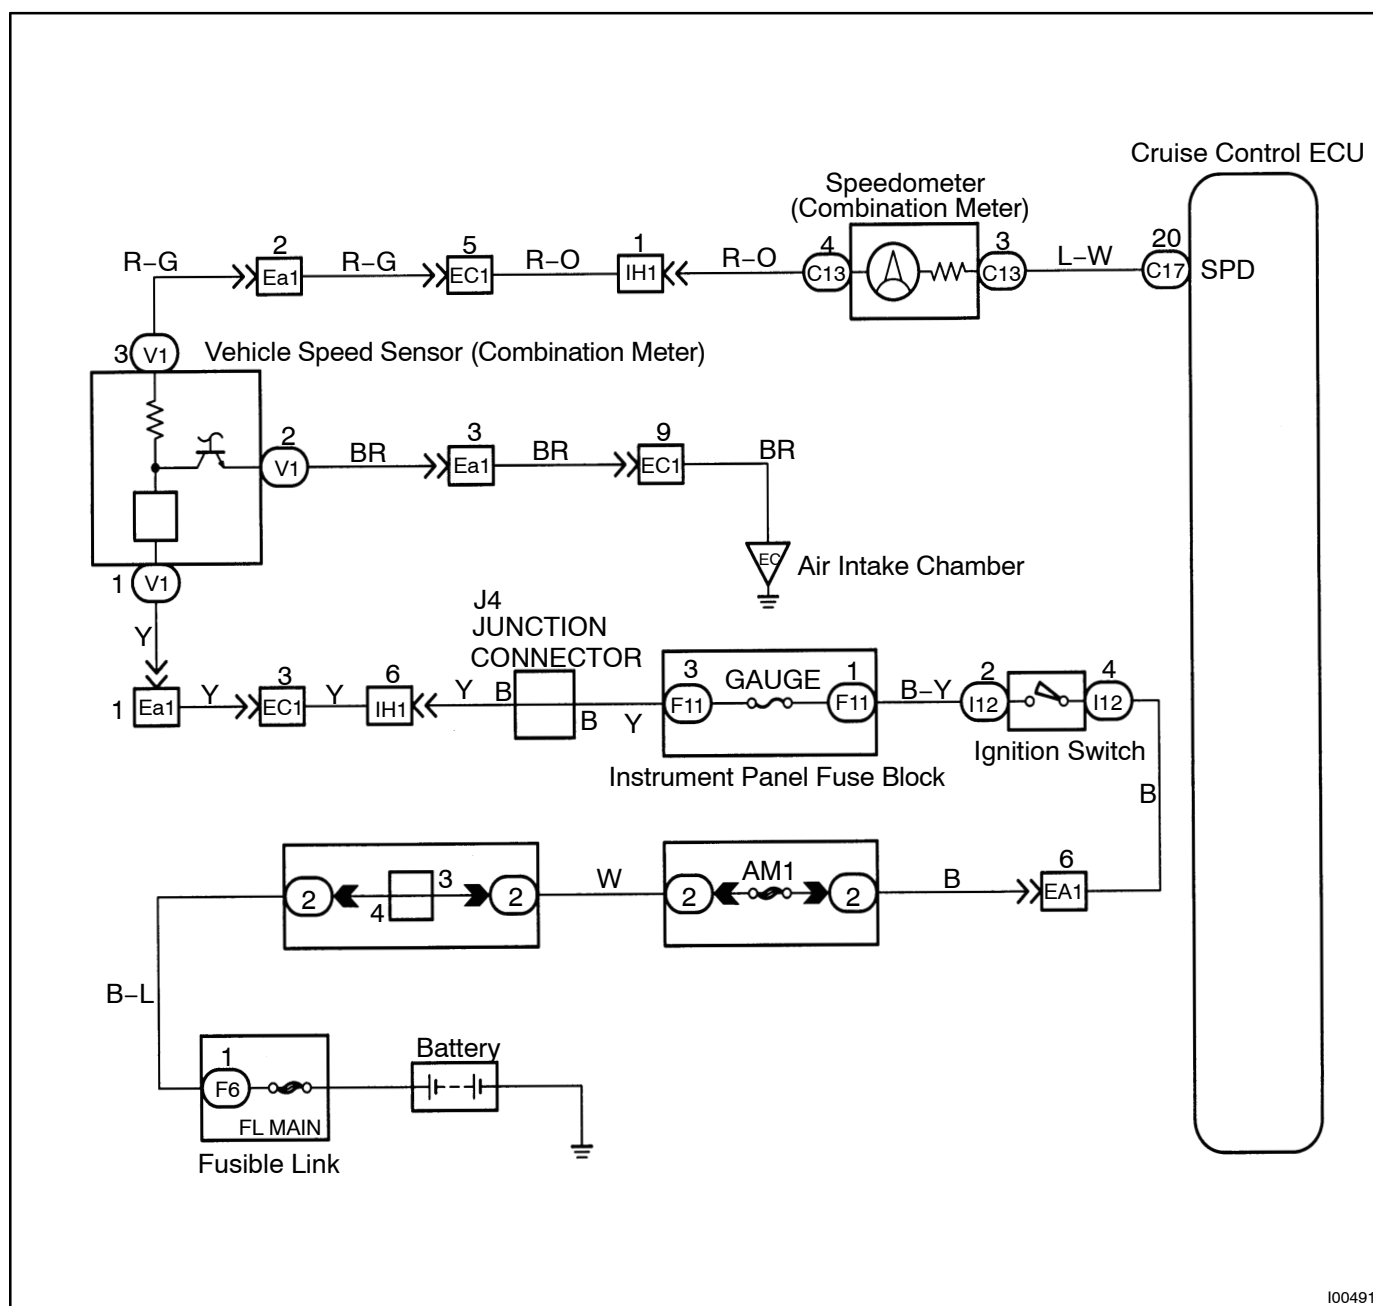 Cruise Control ECU
Speedometer
(Combination Meter)
R–G
2
Ea1
R–G
5
EC1
R–O
1
IH1
R–O
4
C13
3
C13
L–W
20
C17
SPD
3
V1
Vehicle Speed Sensor (Combination Meter)
2
V1
BR
3
Ea1
BR
9
EC1
BR
EC
Air Intake Chamber
1
V1
Y
J4
JUNCTION
CONNECTOR
1
Ea1
Y
3
EC1
Y
6
IH1
Y
B
B
Y
3
F11
GAUGE
1
F11
B–Y
2
I12
4
I12
Instrument Panel Fuse Block
Ignition Switch
B
2
4
3
2
W
2
AM1
2
B
6
EA1
B–L
1
F6
FL MAIN
Fusible Link
Battery
I00491